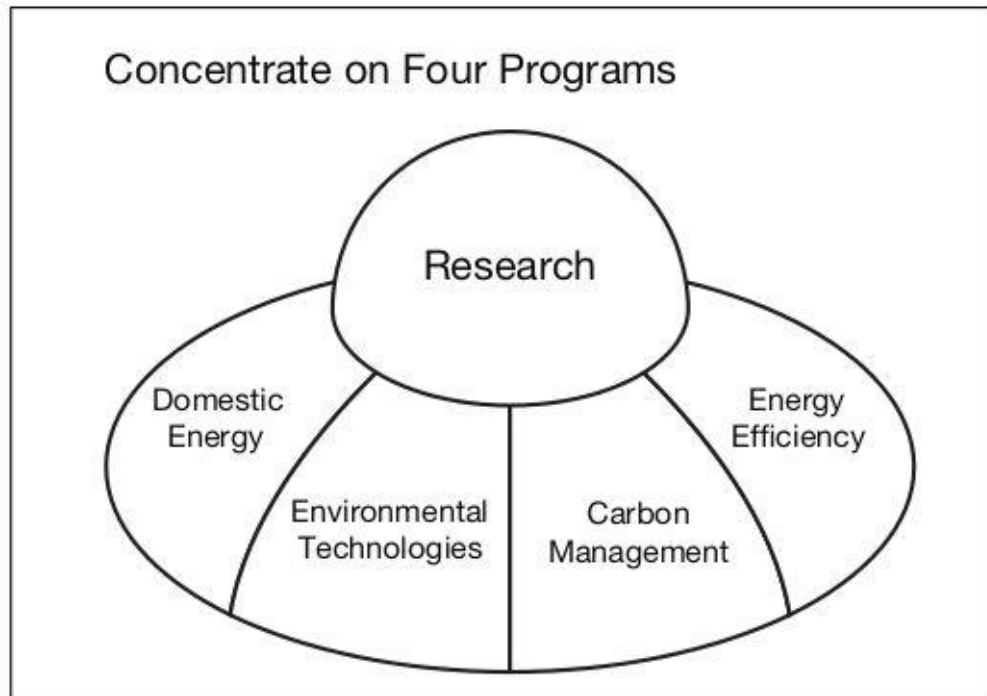 Concentrate on Four Programs
Research
Domestic
Energy
Environmental
Technologies
Carbon
Management
Energy
Efficiency